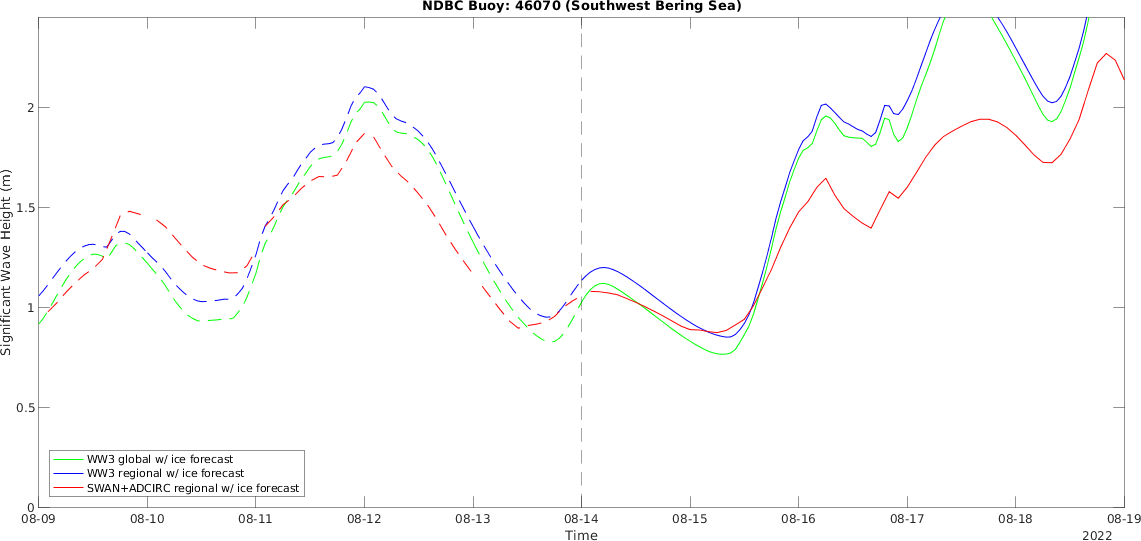 NDBC Buoy: 46070 (Southwest Bering Sea)
Significant Wave Height (m)
2
1.5
1
0.5
0
WW3 global w/ ice forecast
WW3 regional w/ ice forecast
SWAN+ADCIRC regional w/ ice forecast
08-09 08-10 08-11 08-12 08-13 08-14 08-15 08-16 08-17 08-18 08-19
Time
2022